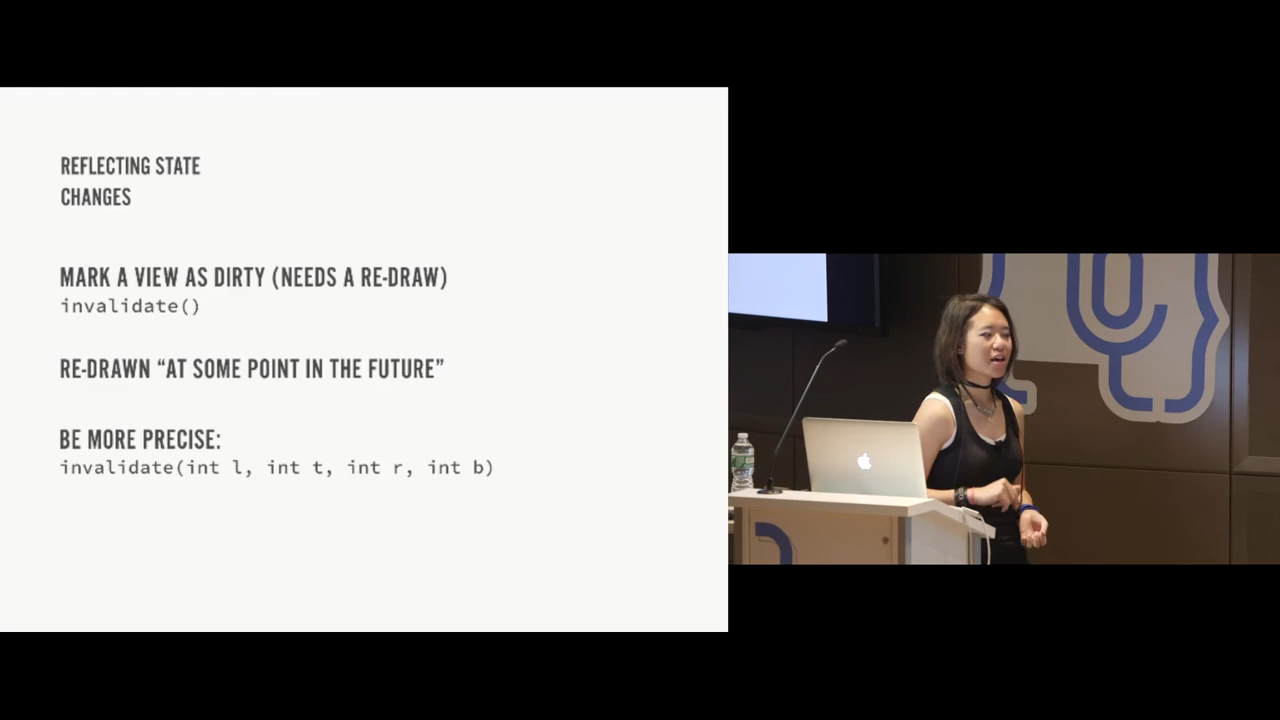 REFLECTING STATE
CHANGES
MARK A VIEW AS DIRTY (NEEDS A RE-DRAW)
invalidate()
RE-DRAWN “AT SOME POINT IN THE FUTURE”
BE MORE PRECISE:
invalidate(int l, int t, int r, int b)